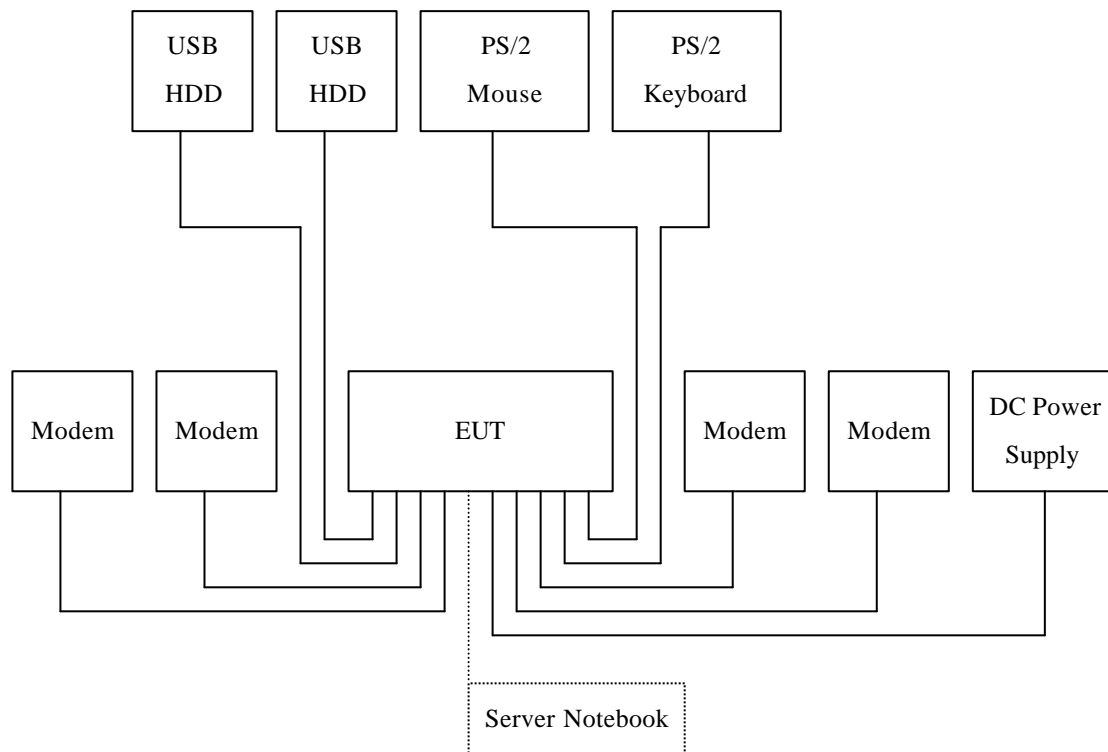 USB
HDD
USB
HDD
PS/2
Mouse
PS/2
Keyboard
Modem
Modem
EUT
Modem
Modem
DC Power
Supply
Server Notebook